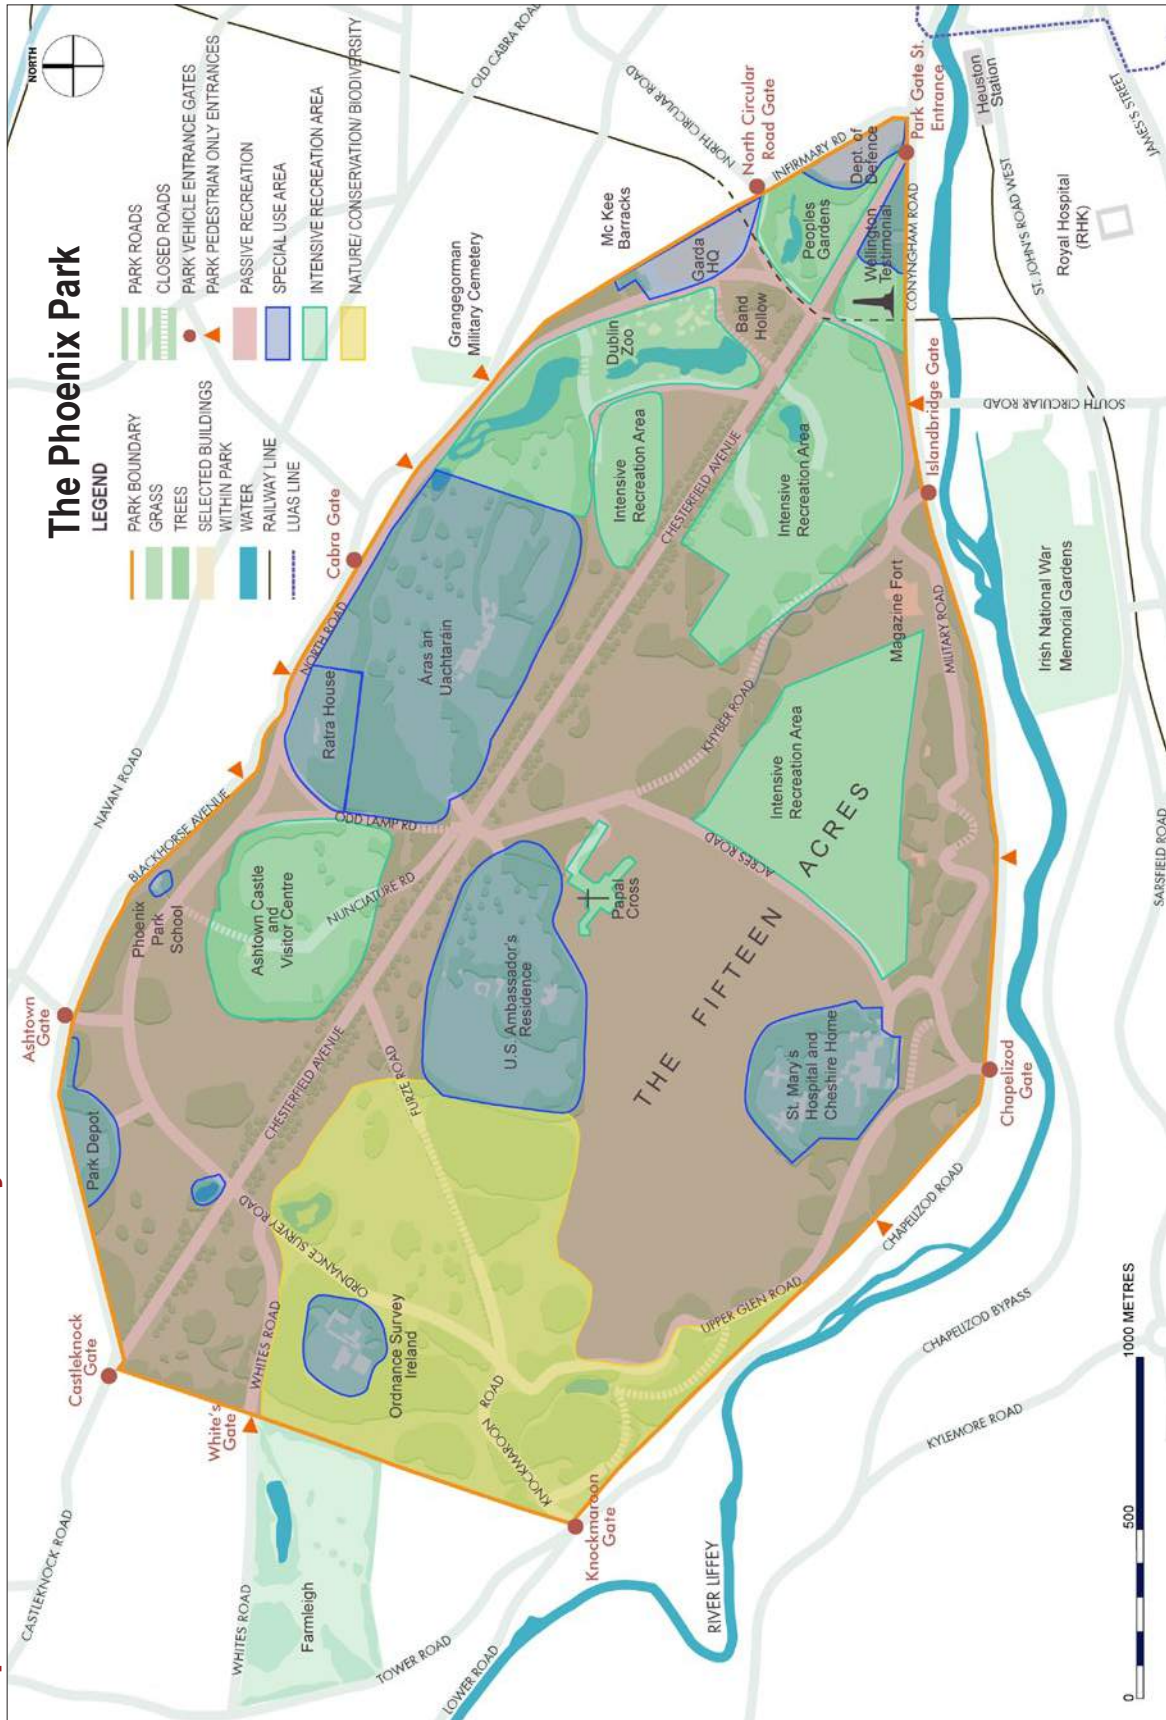 The Phoenix Park
LEGEND
PARK BOUNDARY
GRASS
TREES
SELECTED BUILDINGS
WITHIN PARK
WATER
RAILWAY LINE
LUAS LINE
PARK ROADS
CLOSED ROADS
PARK VEHICLE ENTRANCE GATES
PARK PEDESTRIAN ONLY ENTRANCES
PASSIVE RECREATION
SPECIAL USE AREA
INTENSIVE RECREATION AREA
NATURE/ CONSERVATION/ BIODIVERSITY
NORTH
CASTLEKNOCK ROAD
Castleknock
Gate
White's
Gate
WHITES ROAD
WHITES ROAD
Farmleigh
TOWER ROAD
LOWER ROAD
Knockmaroon
Gate
KNOCKMAROON
ROAD
Ordnance Survey
Ireland
ORDNANCE SURVEY ROAD
Park Depot
Ashtown
Gate
Phoenix
Park
School
BLACKHORSE AVENUE
NAVAN ROAD
CHESTERFIELD AVENUE
FURZE ROAD
Ashtown Castle
and
Visitor Centre
NUNCIATURE RD
ODD LAMP RD
Ratra House
NORTH ROAD
Áras an
Uachtaráin
Cabra Gate
Grangegorman
Military Cemetery
OLD CABRA ROAD
NORTH CIRCULAR ROAD
NORTH CIRCULAR
ROAD
North Circular
Road Gate
INFIRMARY RD
Mc Kee
Barracks
Garda
HQ
Dublin
Zoo
Band
Hollow
Peoples
Gardens
Dept. of
Defence
Park Gate St.
Entrance
Wellington
Testimonial
CONYNGHAM ROAD
Heuston
Station
JAMES'S STREET
ST. JOHN'S ROAD WEST
Royal Hospital
(RHK)
Intensive
Recreation Area
CHESTERFIELD AVENUE
Intensive
Recreation Area
Islandbridge Gate
SOUTH CIRCULAR ROAD
Irish National War
Memorial Gardens
Magazine Fort
MILITARY ROAD
KHYBER ROAD
Intensive
Recreation Area
ACRES ROAD
Papal
Cross
U.S. Ambassador's
Residence
THE FIFTEEN ACRES
St. Mary's
Hospital and
Cheshire Home
Chapelizod
Gate
CHAPELIZOD ROAD
UPPER GLEN ROAD
CHAPELIZOD BYPASS
KYLEMORE ROAD
RIVER LIFFEY
SARSFIELD ROAD
0
500
1000 METRES